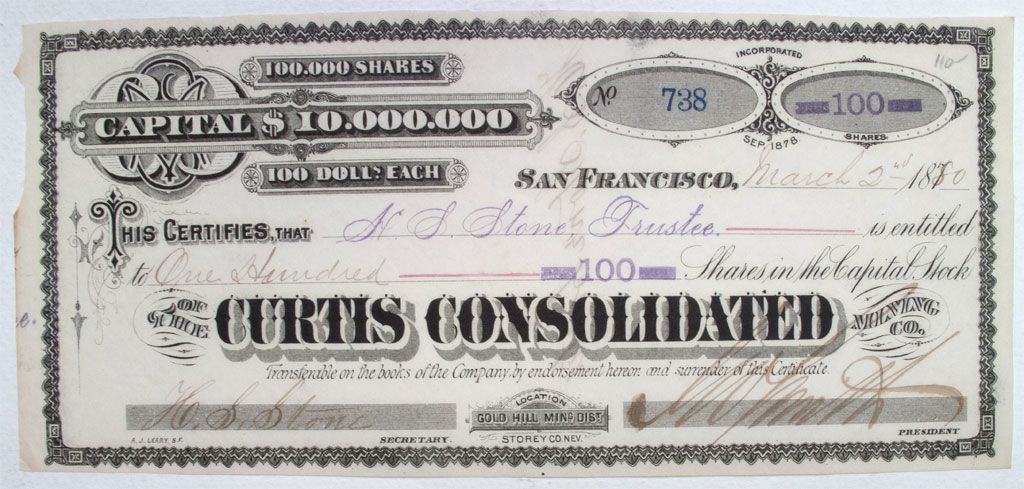 100.000 SHARES
CAPITAL $ 10.000.000
100 DOLLS EACH
INCORPORATED
No 738
100
SHARES
SEP. 1878
110
SAN FRANCISCO, March 2nd 1880
THIS CERTIFIES, THAT H. S. Stone Trustee. is entitled
to One Hundred 100 Shares in the Capital Stock
OF THE CURTIS CONSOLIDATED MINING CO.
Transferable on the books of the Company by endorsement hereon and surrender of this Certificate.
H. S. Stone
SECRETARY.
LOCATION
GOLD HILL MING DIST.
STOREY CO. NEV.
PRESIDENT
A. J. LEARY, S.F.